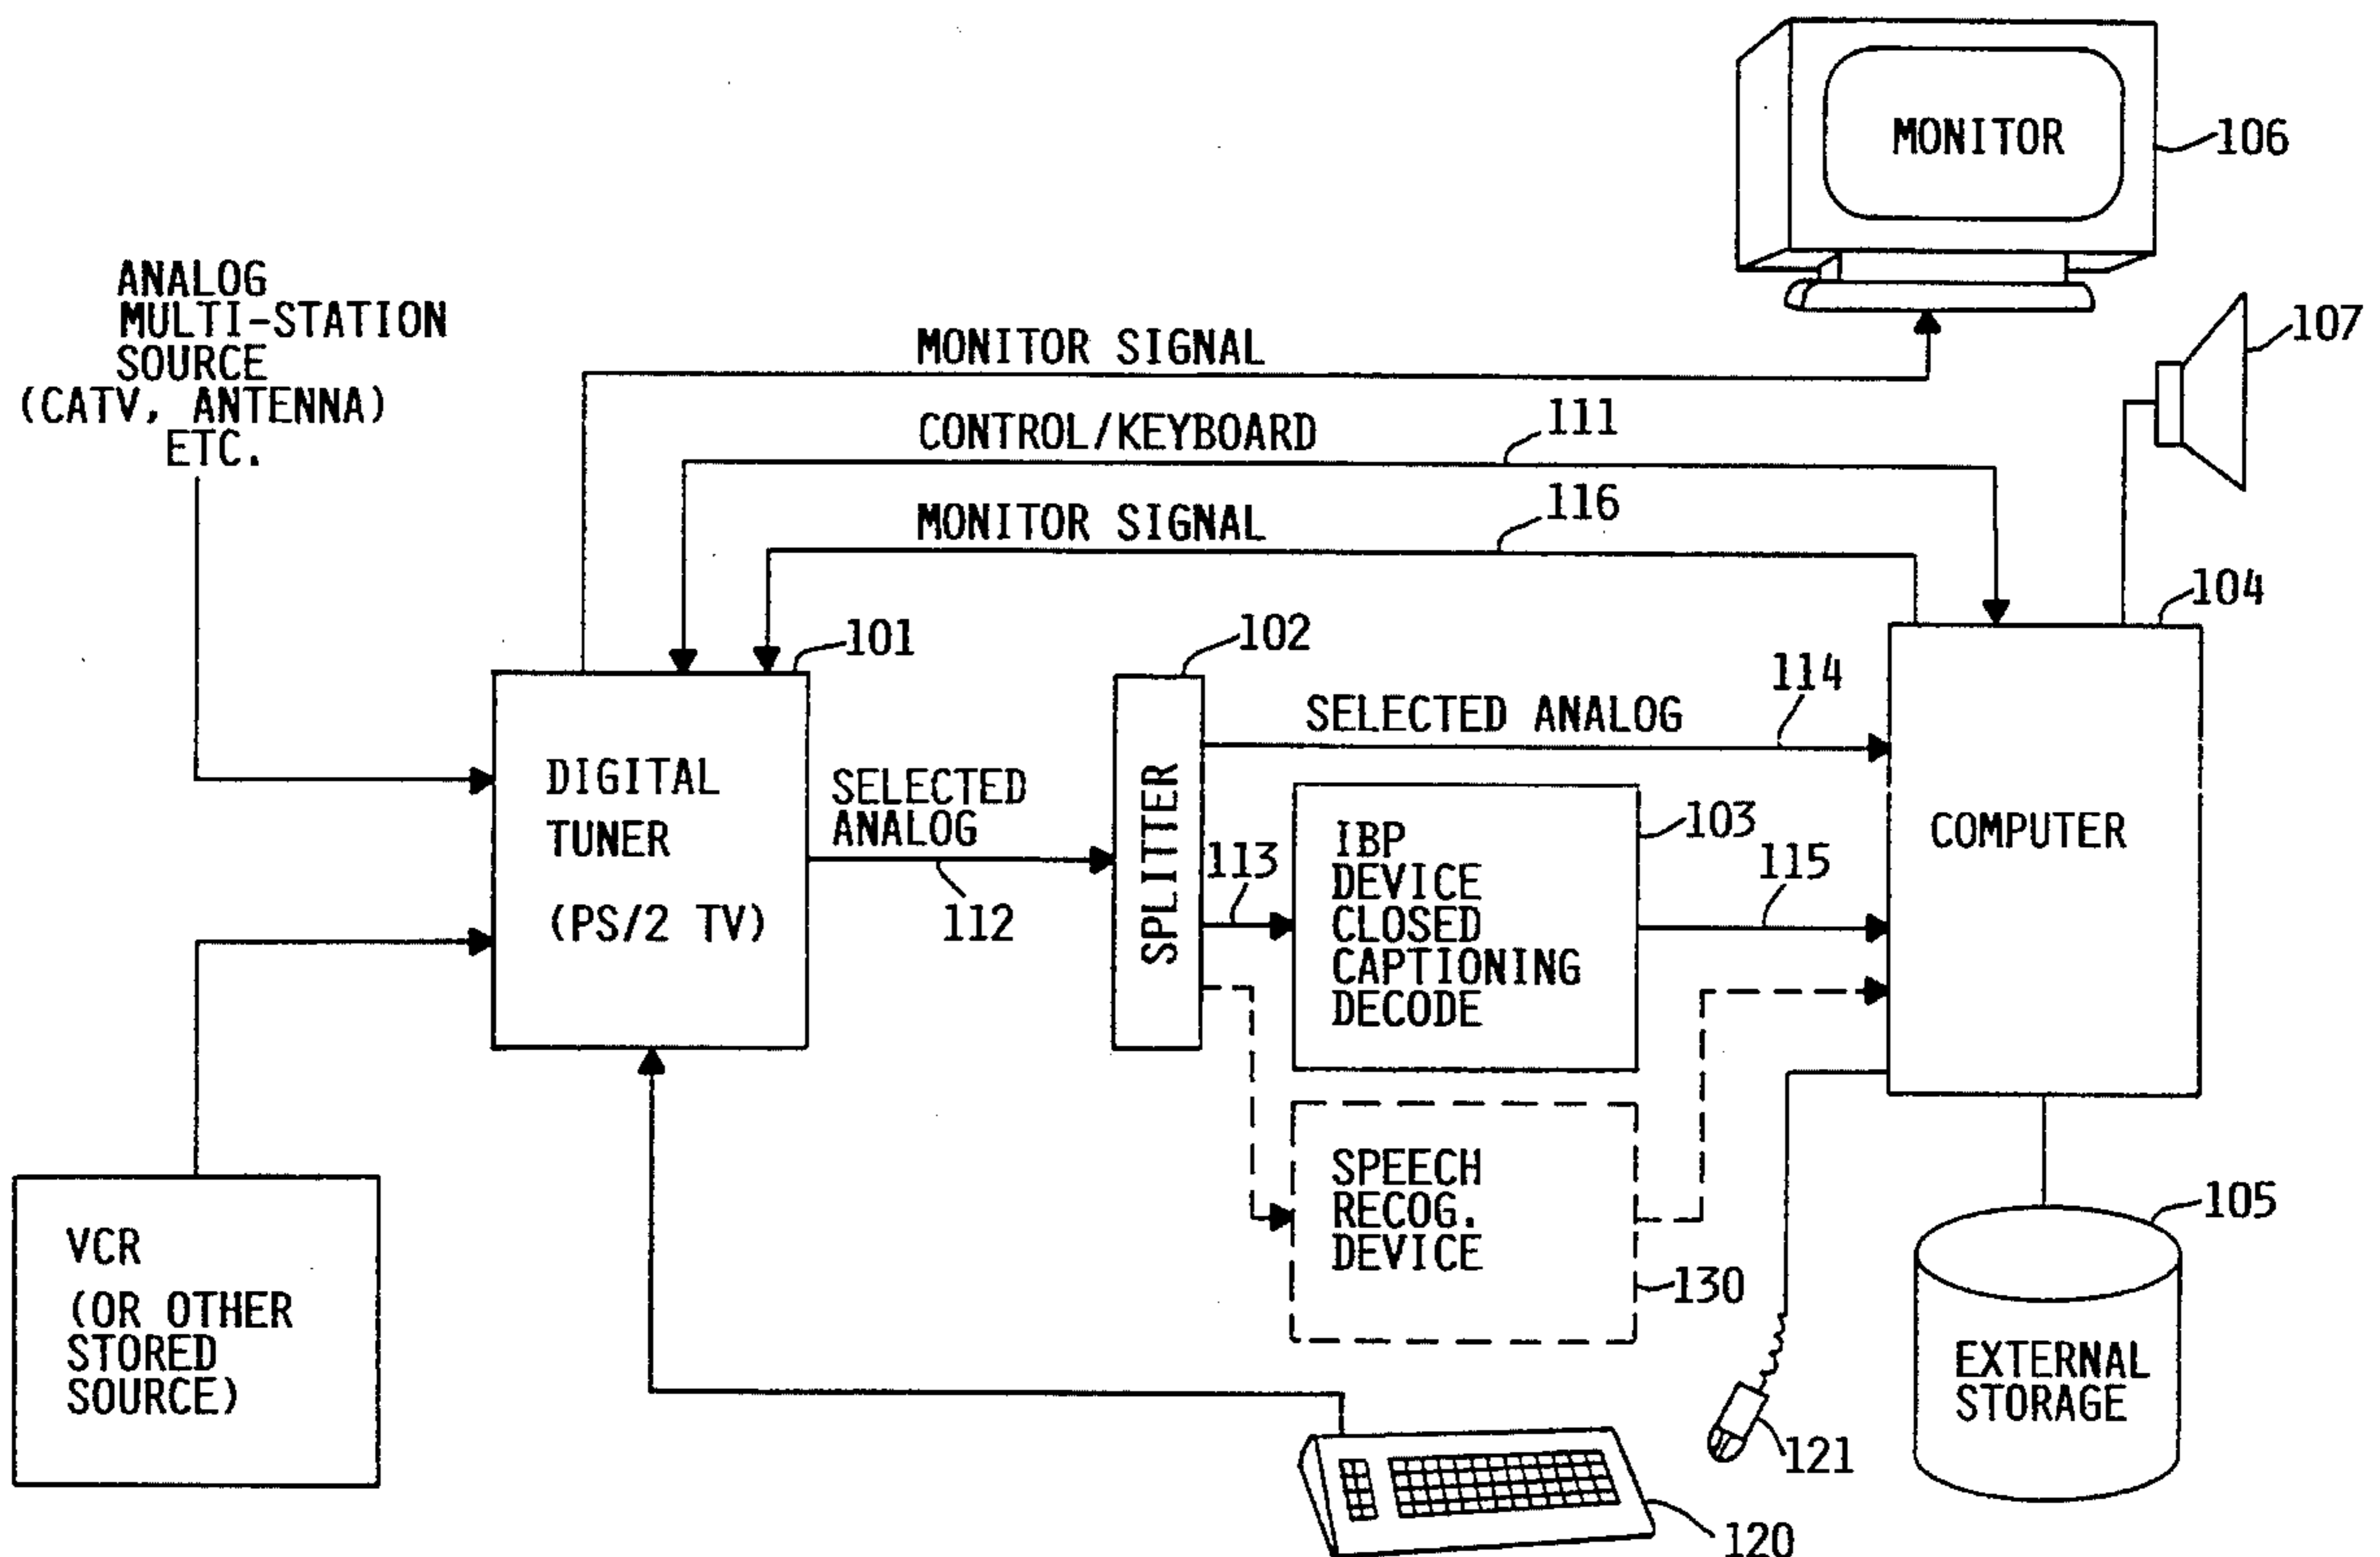 MONITOR
106
107
ANALOG
MULTI-STATION
SOURCE
(CATV, ANTENNA)
ETC.
MONITOR SIGNAL
CONTROL/KEYBOARD
111
MONITOR SIGNAL
116
101
102
104
DIGITAL
TUNER
(PS/2 TV)
SELECTED
ANALOG
112
SPLITTER
SELECTED ANALOG
114
113
IBP
DEVICE
CLOSED
CAPTIONING
DECODE
103
115
COMPUTER
SPEECH
RECOG.
DEVICE
130
VCR
(OR OTHER
STORED
SOURCE)
105
EXTERNAL
STORAGE
121
120